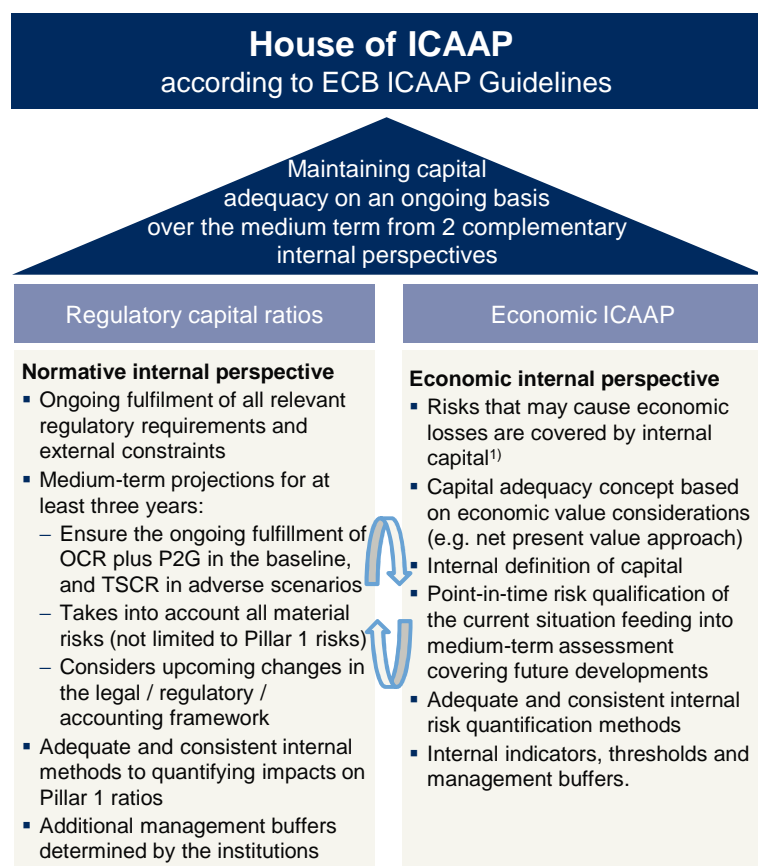 House of ICAAP
according to ECB ICAAP Guidelines
Maintaining capital
adequacy on an ongoing basis
over the medium term from 2 complementary
internal perspectives
Regulatory capital ratios
Normative internal perspective
▪ Ongoing fulfilment of all relevant
regulatory requirements and
external constraints
▪ Medium-term projections for at
least three years:
– Ensure the ongoing fulfillment of
OCR plus P2G in the baseline,
and TSCR in adverse scenarios
– Takes into account all material
risks (not limited to Pillar 1 risks)
– Considers upcoming changes in
the legal / regulatory /
accounting framework
▪ Adequate and consistent internal
methods to quantifying impacts on
Pillar 1 ratios
▪ Additional management buffers
determined by the institutions
Economic ICAAP
Economic internal perspective
▪ Risks that may cause economic
losses are covered by internal
capital¹⁾
▪ Capital adequacy concept based
on economic value considerations
(e.g. net present value approach)
▪ Internal definition of capital
▪ Point-in-time risk qualification of
the current situation feeding into
medium-term assessment
covering future developments
▪ Adequate and consistent internal
risk quantification methods
▪ Internal indicators, thresholds and
management buffers.